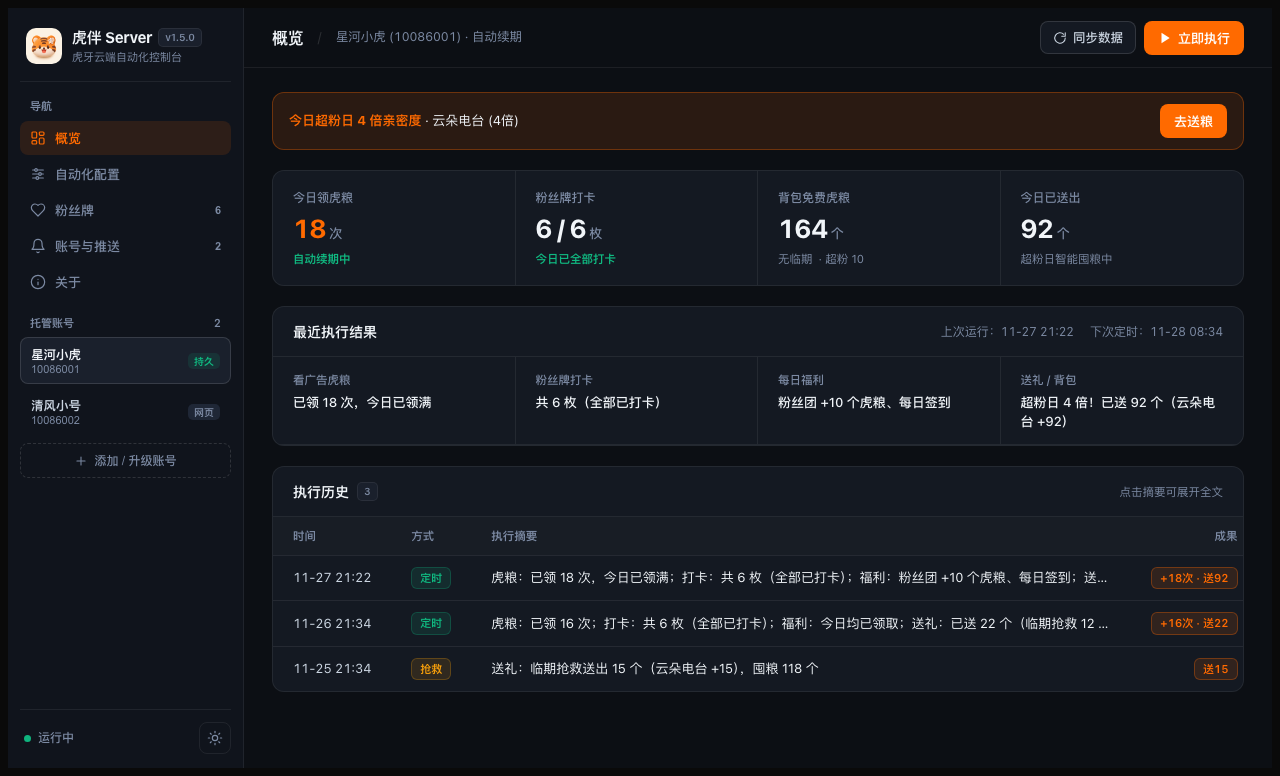 虎伴 Server v1.5.0
虎牙云端自动化控制台
导航
概览
自动化配置
粉丝牌 6
账号与推送 2
关于
托管账号 2
星河小虎 持久
10086001
清风小号 网页
10086002
添加 / 升级账号
运行中
概览 / 星河小虎 (10086001) · 自动续期
同步数据
立即执行
今日超粉日 4 倍亲密度 · 云朵电台 (4倍)
去送粮
今日领虎粮
18 次
自动续期中
粉丝牌打卡
6 / 6 枚
今日已全部打卡
背包免费虎粮
164 个
无临期 · 超粉 10
今日已送出
92 个
超粉日智能囤粮中
最近执行结果
上次运行：11-27 21:22 下次定时：11-28 08:34
看广告虎粮
已领 18 次，今日已领满
粉丝牌打卡
共 6 枚（全部已打卡）
每日福利
粉丝团 +10 个虎粮、每日签到
送礼 / 背包
超粉日 4 倍！已送 92 个（云朵电
台 +92）
执行历史 3
点击摘要可展开全文
时间 方式 执行摘要 成果
11-27 21:22 定时 虎粮：已领 18 次，今日已领满；打卡：共 6 枚（全部已打卡）；福利：粉丝团 +10 个虎粮、每日签到；送... +18次 · 送92
11-26 21:34 定时 虎粮：已领 16 次；打卡：共 6 枚（全部已打卡）；福利：今日均已领取；送礼：已送 22 个（临期抢救 12 ... +16次 · 送22
11-25 21:34 抢救 送礼：临期抢救送出 15 个（云朵电台 +15），囤粮 118 个 送15